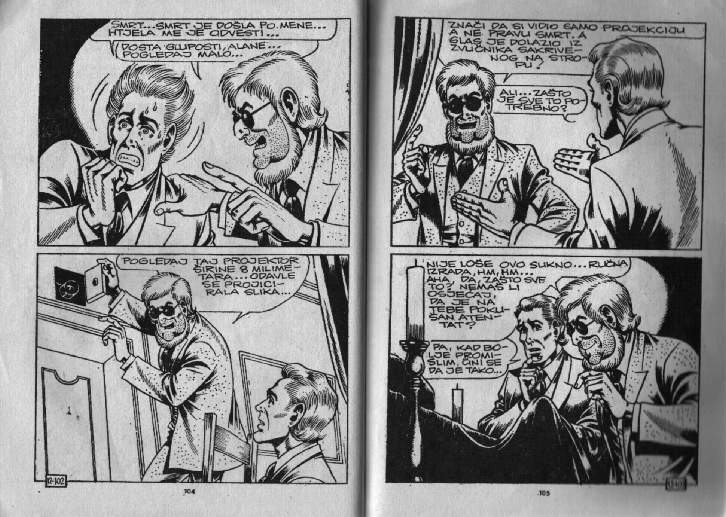 SMRT...SMRT JE DOŠLA PO MENE...
HTJELA ME JE ODVESTI...
DOSTA GLUPOSTI, ALANE...
POGLEDAJ MALO...
POGLEDAJ TAJ PROJEKTOR
ŠIRINE 8 MILIME-
TARA...ODAVLE
SE PROJICI-
RALA SLIKA...
1
12-102
104
ZNAČI DA SI VIDIO SAMO PROJEKCIJU
A NE PRAVU SMRT. A
GLAS JE DOLAZIO IZ
ZVUČNIKA SAKRIVE-
NOG NA STRO-
PU!
ALI...ZAŠTO
JE SVE TO PO-
TREBNO?
NIJE LOŠE OVO SUKNO...RUČNA
IZRADA, HM, HM...
AHA, DA, ZAŠTO SVE
TO? NEMAŠ LI
OSJEĆAJ,
DA JE NA
TEBE POKU-
ŠAN ATEN-
TAT?
PA, KAD BO-
LJE PROMI-
SLIM, ČINI SE
DA JE TAKO...
105